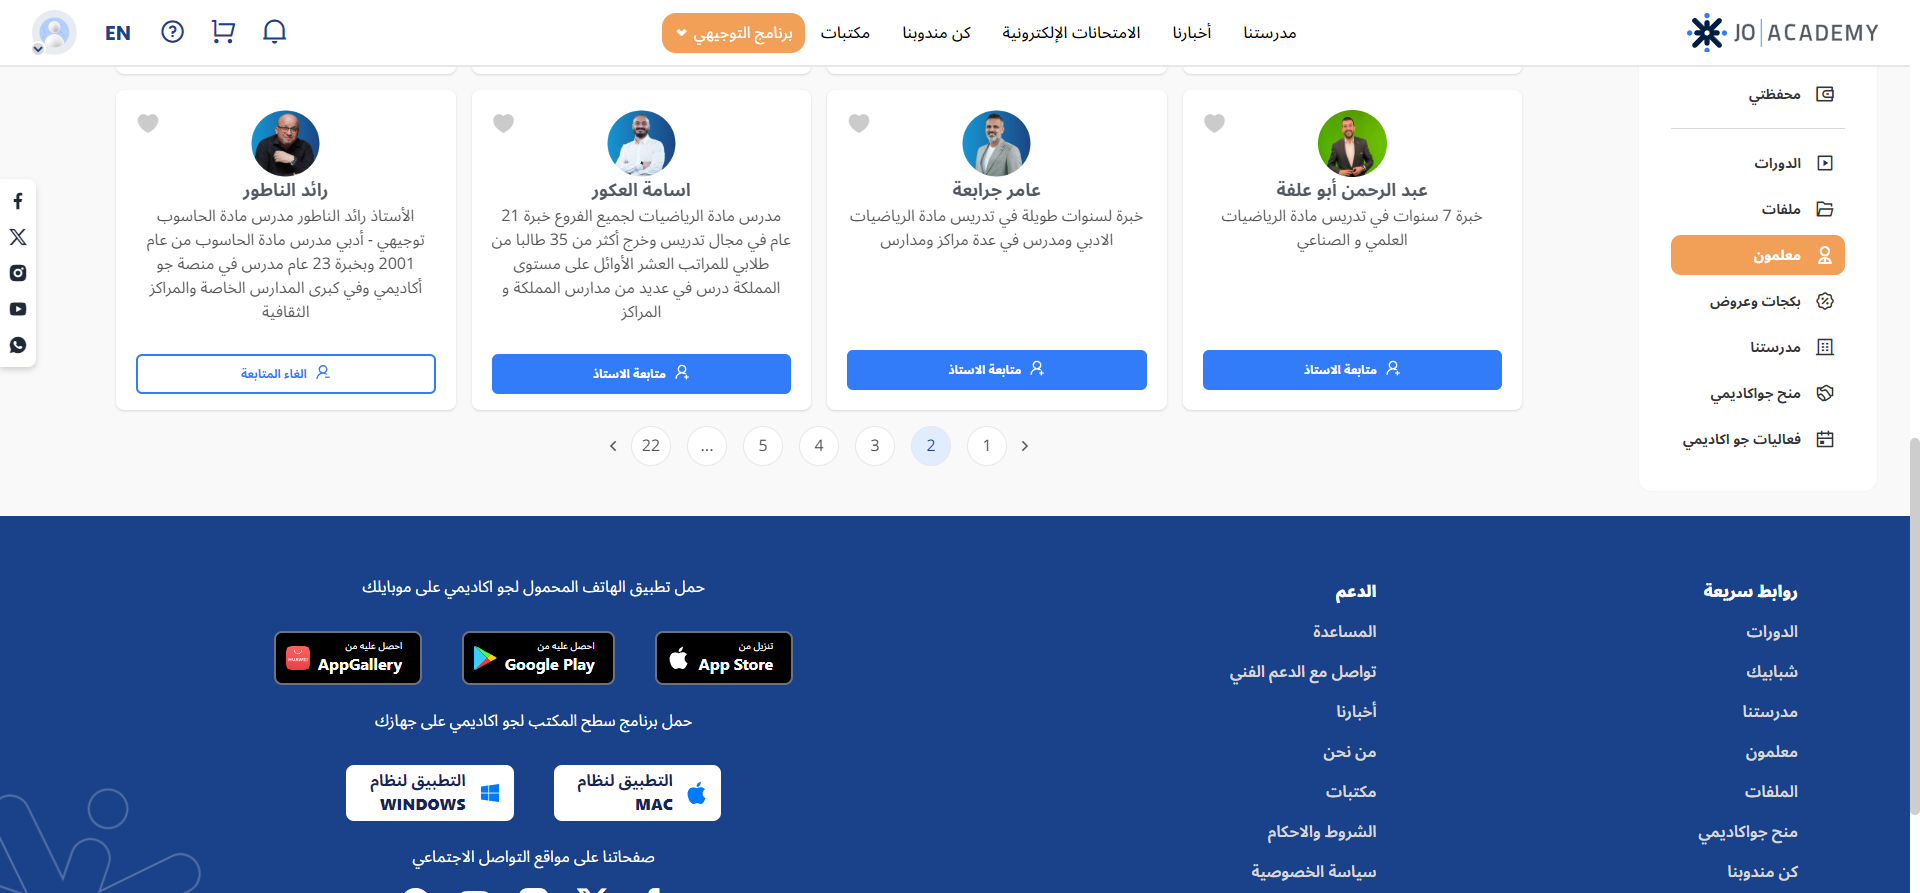 JO ACADEMY
مدرستنا
أخبارنا
الامتحانات الإلكترونية
كن مندوبنا
مكتبات
برنامج التوجيهي
EN
محفظتي
الدورات
ملفات
معلمون
بكجات وعروض
مدرستنا
منح جواكاديمي
فعاليات جو اكاديمي
عبد الرحمن أبو علفة
خبرة 7 سنوات في تدريس مادة الرياضيات
العلمي و الصناعي
متابعة الاستاذ
عامر جرابعة
خبرة لسنوات طويلة في تدريس مادة الرياضيات
الادبي ومدرس في عدة مراكز ومدارس
متابعة الاستاذ
اسامة العكور
مدرس مادة الرياضيات لجميع الفروع خبرة 21
عام في مجال تدريس وخرج أكثر من 35 طالبا من
طلابي للمراتب العشر الأوائل على مستوى
المملكة درس في عديد من مدارس المملكة و
المراكز
متابعة الاستاذ
رائد الناطور
الأستاذ رائد الناطور مدرس مادة الحاسوب
توجيهي - أدبي مدرس مادة الحاسوب من عام
2001 وبخبرة 23 عام مدرس في منصة جو
أكاديمي وفي كبرى المدارس الخاصة والمراكز
الثقافية
الغاء المتابعة
1
2
3
4
5
...
22
روابط سريعة
الدورات
شبابيك
مدرستنا
معلمون
الملفات
منح جواكاديمي
كن مندوبنا
الدعم
المساعدة
تواصل مع الدعم الفني
أخبارنا
من نحن
مكتبات
الشروط والاحكام
سياسة الخصوصية
حمل تطبيق الهاتف المحمول لجو اكاديمي على موبايلك
تنزيل من
App Store
احصل عليه من
Google Play
احصل عليه من
AppGallery
HUAWEI
حمل برنامج سطح المكتب لجو اكاديمي على جهازك
التطبيق لنظام
MAC
التطبيق لنظام
WINDOWS
صفحاتنا على مواقع التواصل الاجتماعي